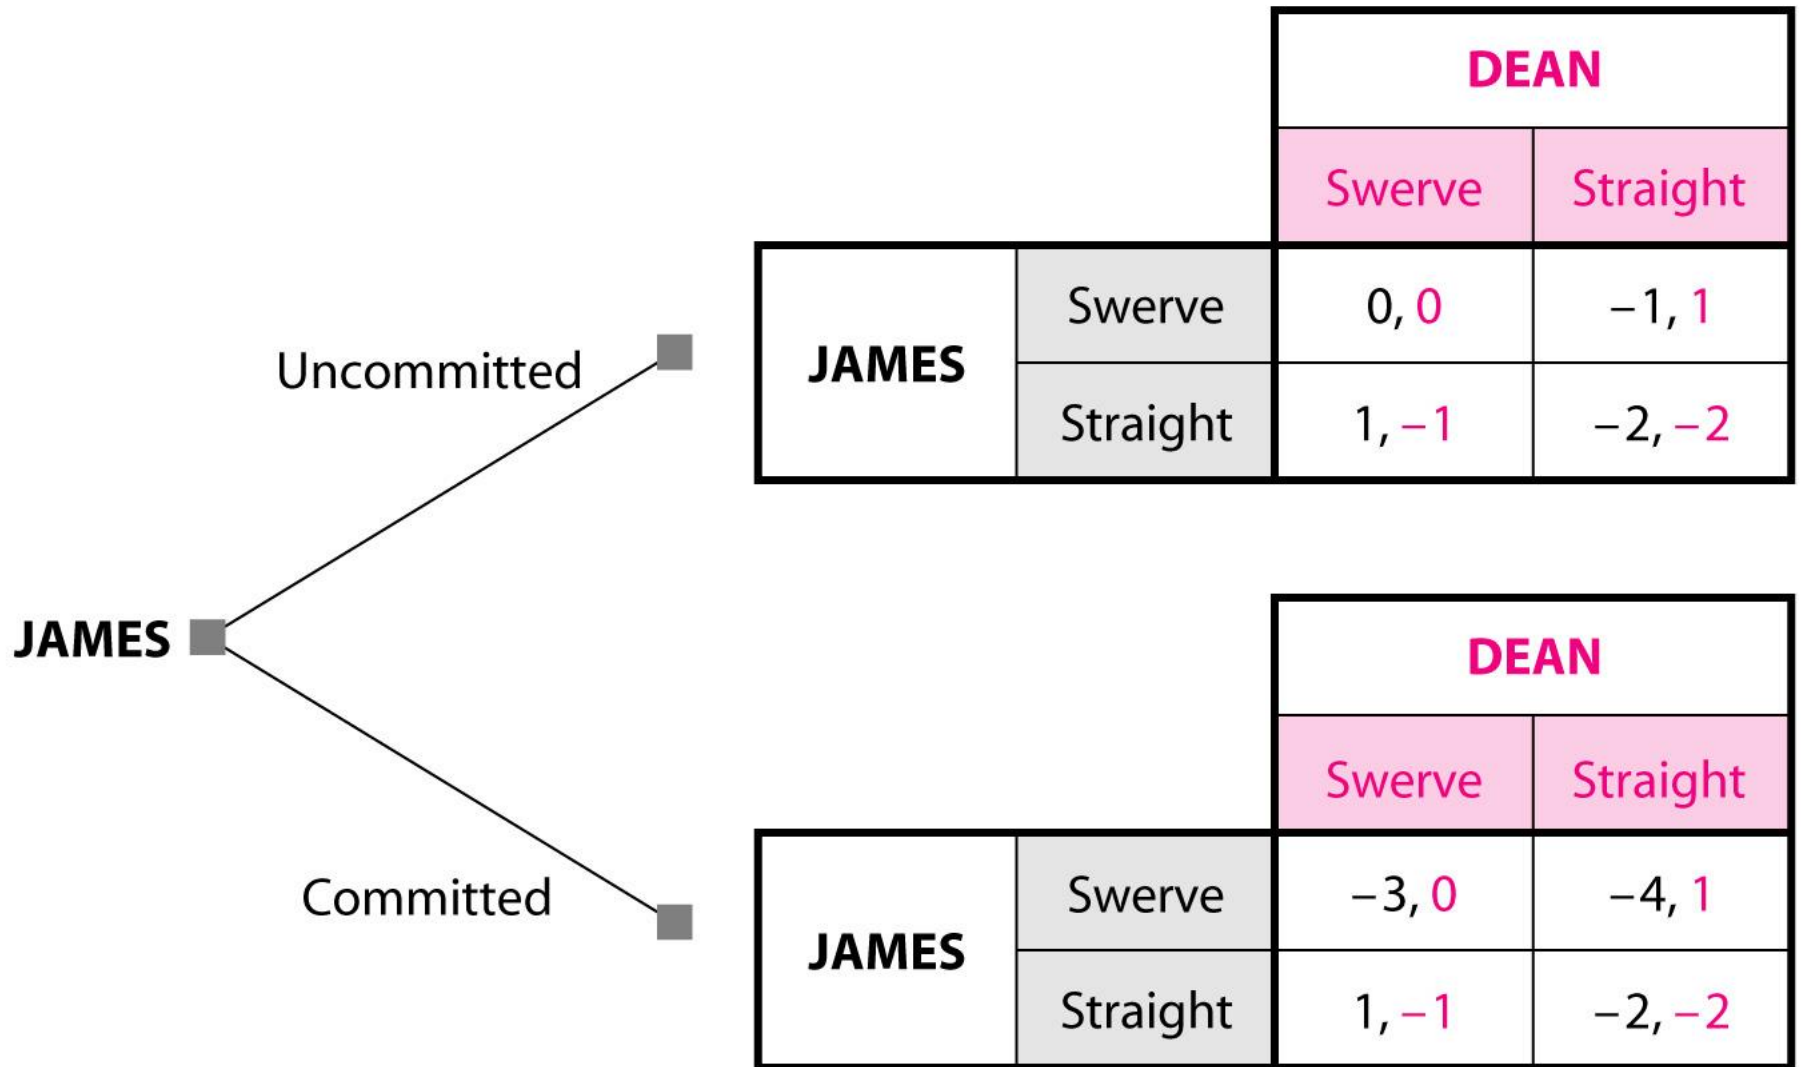 DEAN
Swerve Straight
JAMES Swerve 0, 0 −1, 1
Straight 1, −1 −2, −2
Uncommitted
JAMES
Committed
DEAN
Swerve Straight
JAMES Swerve −3, 0 −4, 1
Straight 1, −1 −2, −2